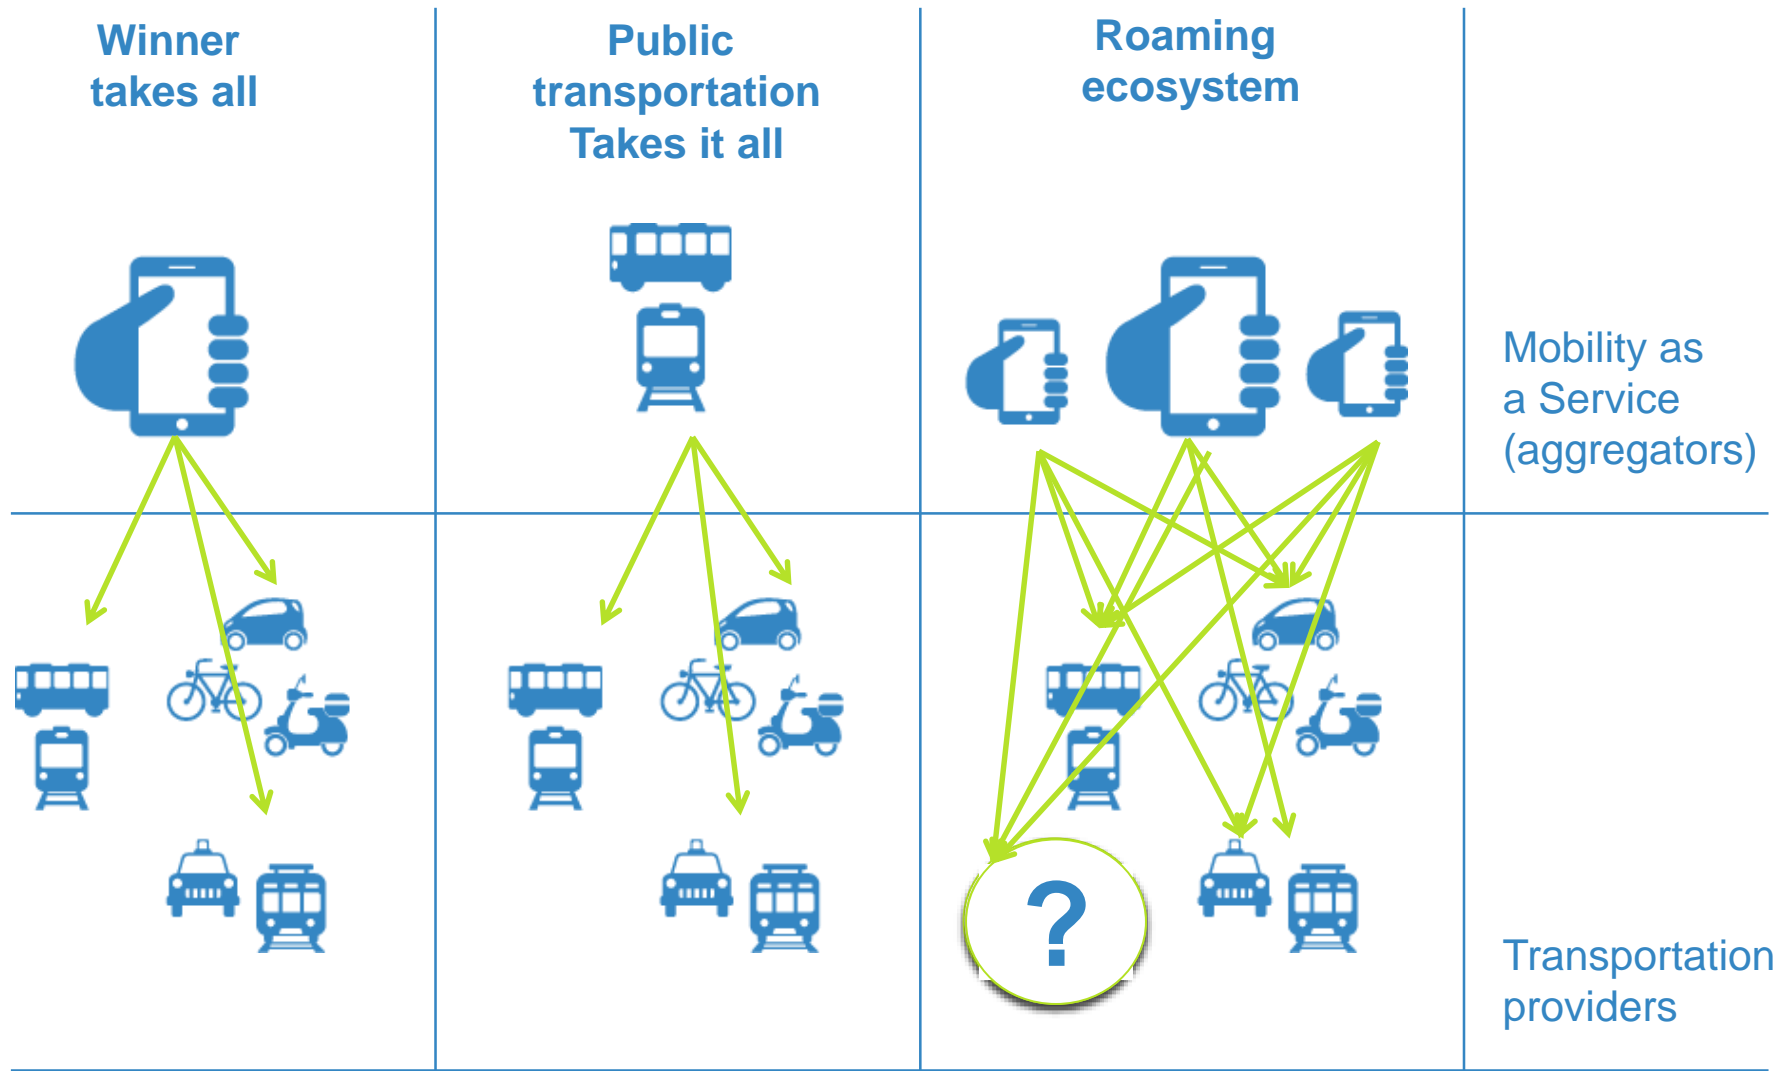 Winner
takes all
Public
transportation
Takes it all
Roaming
ecosystem
Mobility as
a Service
(aggregators)
?
Transportation
providers